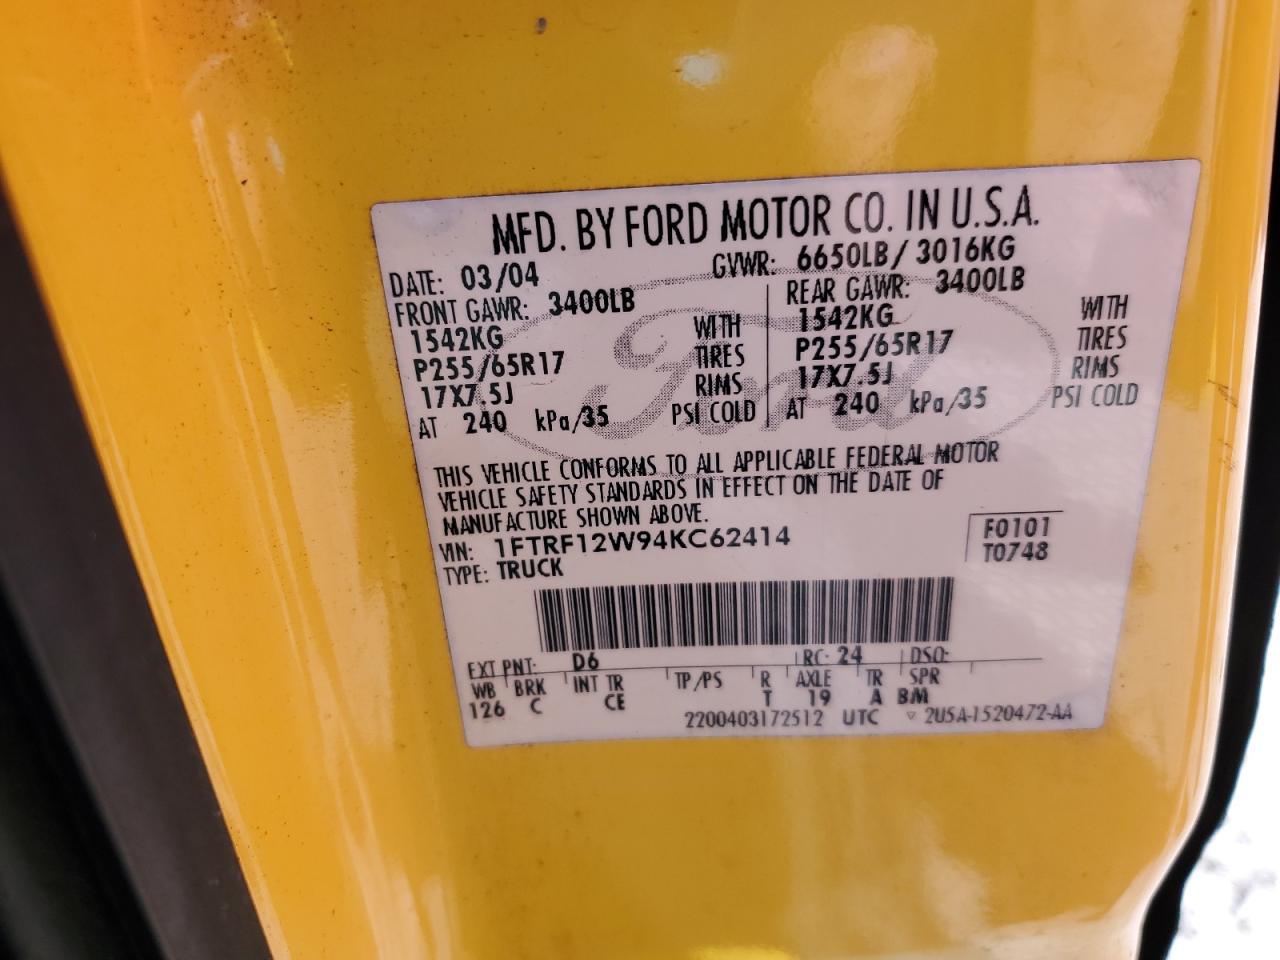 MFD. BY FORD MOTOR CO. IN U.S.A.
DATE: 03/04 GVWR: 6650LB / 3016KG
FRONT GAWR: 3400LB REAR GAWR: 3400LB
1542KG WITH 1542KG WITH
P255/65R17 TIRES P255/65R17 TIRES
17X7.5J RIMS 17X7.5J RIMS
AT 240 kPa/35 PSI COLD AT 240 kPa/35 PSI COLD
Ford
THIS VEHICLE CONFORMS TO ALL APPLICABLE FEDERAL MOTOR
VEHICLE SAFETY STANDARDS IN EFFECT ON THE DATE OF
MANUFACTURE SHOWN ABOVE.
VIN: 1FTRF12W94KC62414 F0101
TYPE: TRUCK T0748
EXT PNT: D6 RC: 24 DSO:
WB BRK INT TR TP/PS R AXLE TR SPR
126 C CE T 19 A BM
2200403172512 UTC ▽ 2U5A-1520472-AA